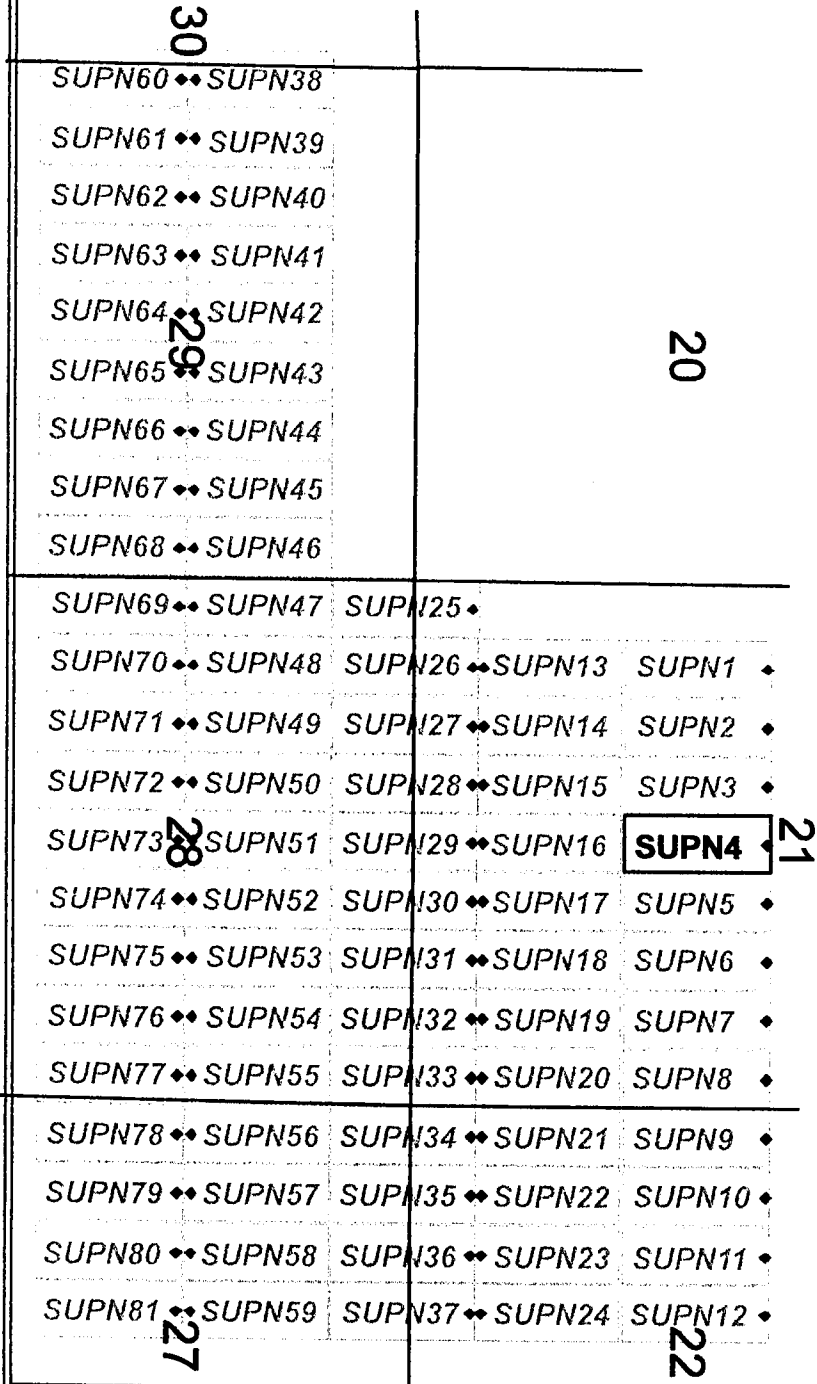 30
SUPN60 SUPN38
SUPN61 SUPN39
SUPN62 SUPN40
SUPN63 SUPN41
SUPN64 SUPN42
29
20
SUPN65 SUPN43
SUPN66 SUPN44
SUPN67 SUPN45
SUPN68 SUPN46
SUPN69 SUPN47 SUPN25
SUPN70 SUPN48 SUPN26 SUPN13 SUPN1
SUPN71 SUPN49 SUPN27 SUPN14 SUPN2
SUPN72 SUPN50 SUPN28 SUPN15 SUPN3
SUPN73 28 SUPN51 SUPN29 SUPN16 SUPN4 21
SUPN74 SUPN52 SUPN30 SUPN17 SUPN5
SUPN75 SUPN53 SUPN31 SUPN18 SUPN6
SUPN76 SUPN54 SUPN32 SUPN19 SUPN7
SUPN77 SUPN55 SUPN33 SUPN20 SUPN8
SUPN78 SUPN56 SUPN34 SUPN21 SUPN9
SUPN79 SUPN57 SUPN35 SUPN22 SUPN10
SUPN80 SUPN58 SUPN36 SUPN23 SUPN11
SUPN81 SUPN59 SUPN37 SUPN24 SUPN12
27 22